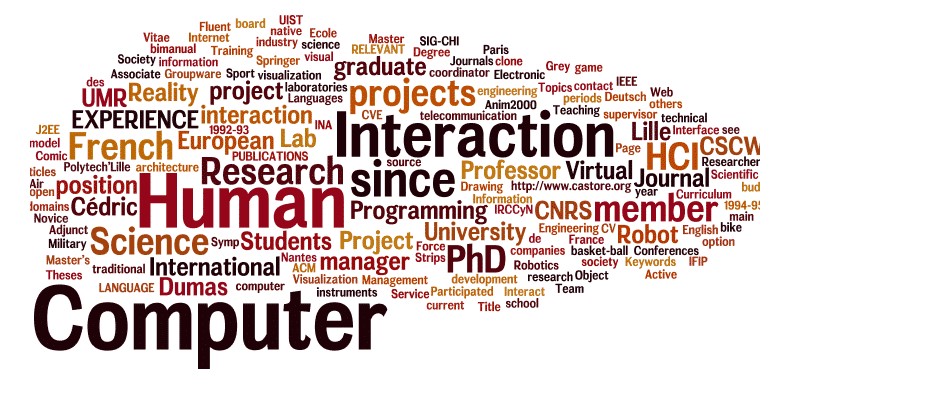 Fluent board UIST
native
Vitae Internet Ecole
bimanual Training industry science Master SIG-CHI
RELEVANT Degree Paris
Society information Springer visual graduate Journals clone
Associate Groupware Sport visualization coordinator Electronic Grey game
des UMR Reality project laboratories Languages projects engineering Topics contact IEEE
periods Deutsch Web others
EXPERIENCE interaction CVE Anim2000 telecommunication Teaching supervisor technical
J2EE 1992-93 INA Interaction Lille Interface see
model French European Lab Page HCI CSCW
Comic PUBLICATIONS source Researcher
ticles Polytech'Lille architecture Research since Professor Virtual Journal Scientific
Air open position Human Drawing http://www.castore.org year Curriculum bud
domains Cédric Programming Information IRCCyN CNRS member 1994-95
Novice main
Adjunct University Engineering CV English bike
Military Science Symp Students Project Force de France Robot option
Master's Nantes manager Strips PhD companies basket-ball Conferences
Theses traditional International ACM Robotics society Keywords IFIP
Visualization Management development research Object Active
LANGUAGE Dumas computer instruments Service Participated Interact Team
Computer current Title school